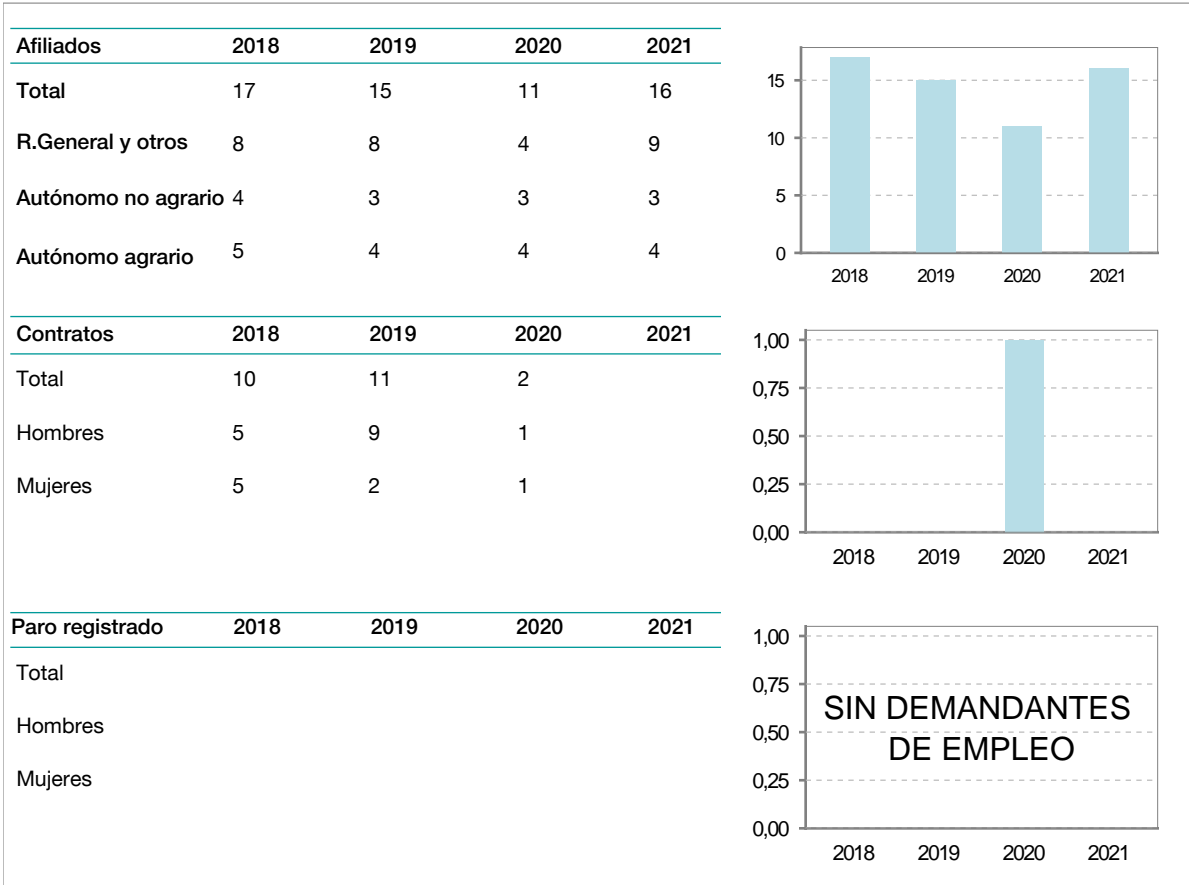 Afiliados 2018 2019 2020 2021
Total 17 15 11 16
R.General y otros 8 8 4 9
Autónomo no agrario 4 3 3 3
Autónomo agrario 5 4 4 4
15
10
5
0
2018 2019 2020 2021
Contratos 2018 2019 2020 2021
Total 10 11 2
Hombres 5 9 1
Mujeres 5 2 1
1,00
0,75
0,50
0,25
0,00
2018 2019 2020 2021
Paro registrado 2018 2019 2020 2021
Total
Hombres
Mujeres
1,00
0,75
SIN DEMANDANTES
0,50
DE EMPLEO
0,25
0,00
2018 2019 2020 2021